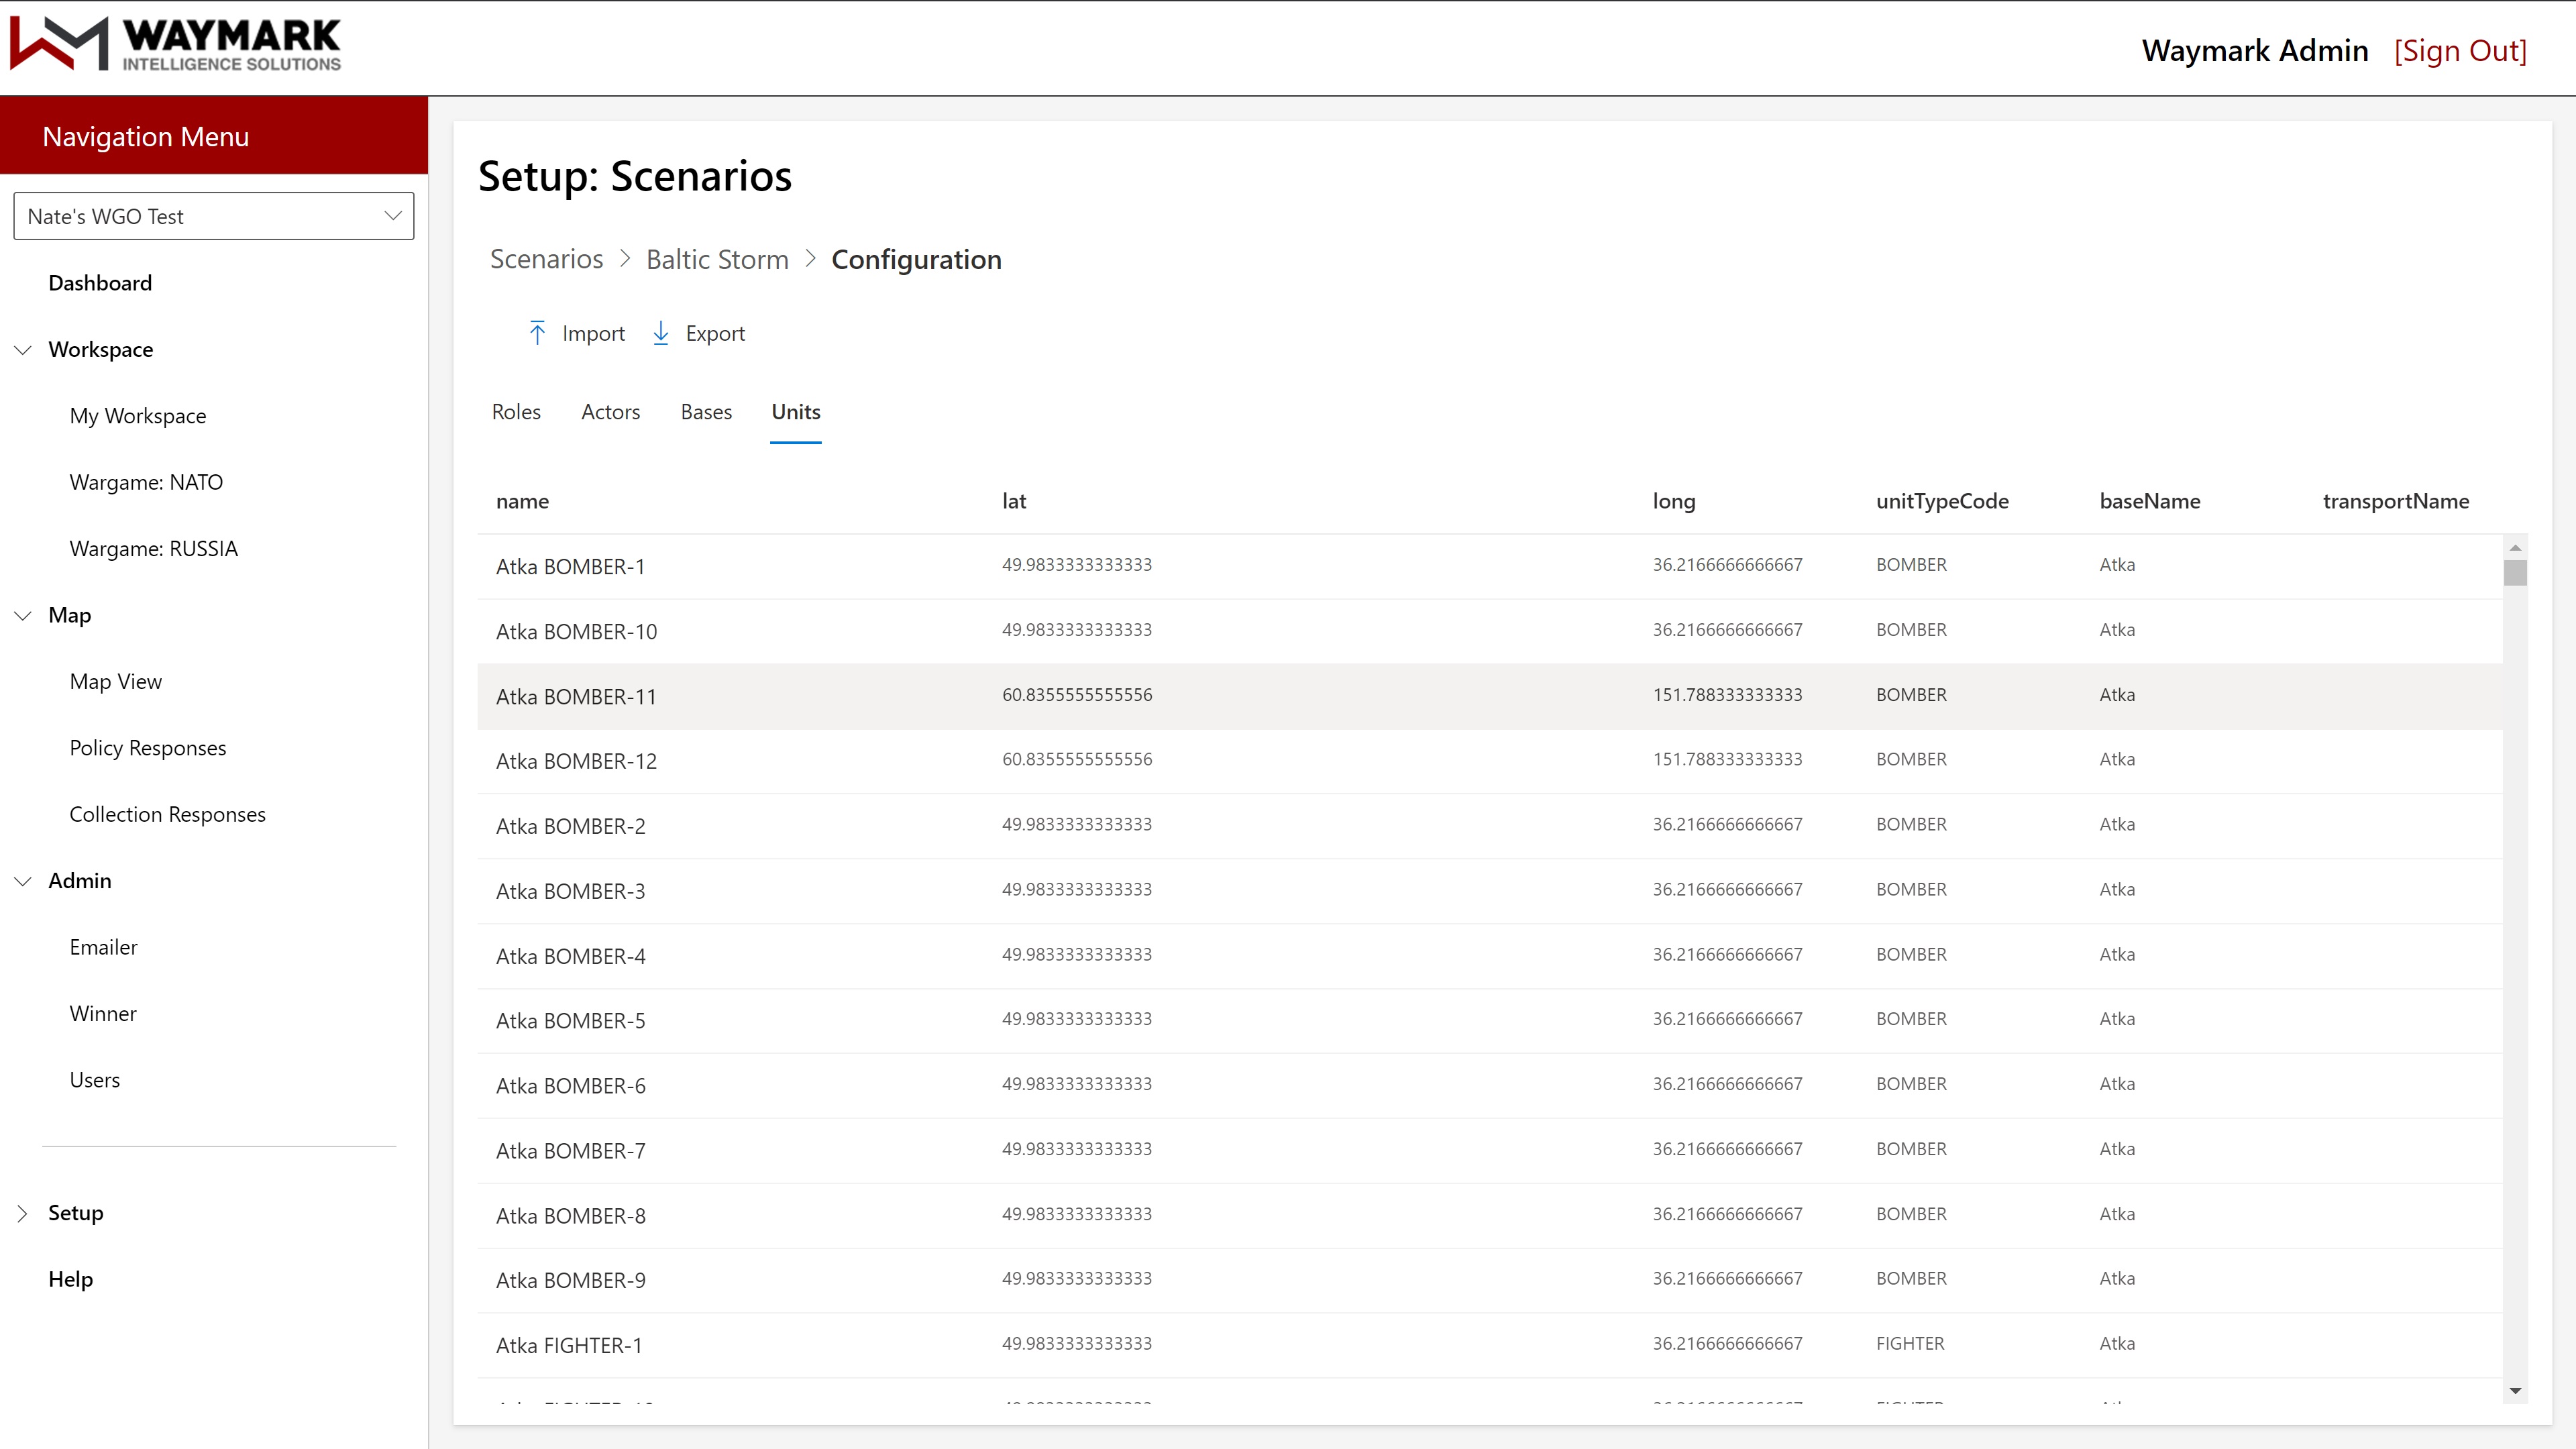 WAYMARK
INTELLIGENCE SOLUTIONS
Waymark Admin [Sign Out]
Navigation Menu
Nate's WGO Test
Dashboard
Workspace
My Workspace
Wargame: NATO
Wargame: RUSSIA
Map
Map View
Policy Responses
Collection Responses
Admin
Emailer
Winner
Users
Setup
Help
Setup: Scenarios
Scenarios > Baltic Storm > Configuration
Import Export
Roles Actors Bases Units
name lat long unitTypeCode baseName transportName
Atka BOMBER-1 49.9833333333333 36.2166666666667 BOMBER Atka
Atka BOMBER-10 49.9833333333333 36.2166666666667 BOMBER Atka
Atka BOMBER-11 60.8355555555556 151.788333333333 BOMBER Atka
Atka BOMBER-12 60.8355555555556 151.788333333333 BOMBER Atka
Atka BOMBER-2 49.9833333333333 36.2166666666667 BOMBER Atka
Atka BOMBER-3 49.9833333333333 36.2166666666667 BOMBER Atka
Atka BOMBER-4 49.9833333333333 36.2166666666667 BOMBER Atka
Atka BOMBER-5 49.9833333333333 36.2166666666667 BOMBER Atka
Atka BOMBER-6 49.9833333333333 36.2166666666667 BOMBER Atka
Atka BOMBER-7 49.9833333333333 36.2166666666667 BOMBER Atka
Atka BOMBER-8 49.9833333333333 36.2166666666667 BOMBER Atka
Atka BOMBER-9 49.9833333333333 36.2166666666667 BOMBER Atka
Atka FIGHTER-1 49.9833333333333 36.2166666666667 FIGHTER Atka